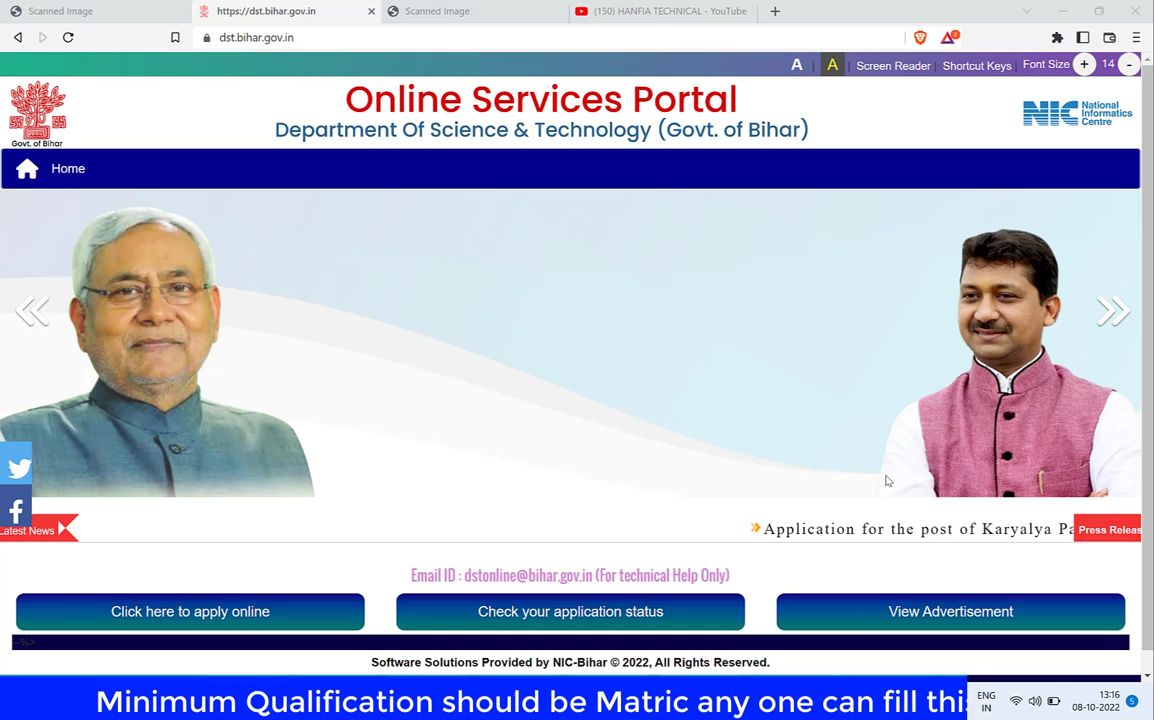 Scanned Image
https://dst.bihar.gov.in
Scanned Image
(150) HANFIA TECHNICAL - YouTube
dst.bihar.gov.in
2
A | A | Screen Reader | Shortcut Keys | Font Size + 14 -
Govt. of Bihar
Online Services Portal
Department Of Science & Technology (Govt. of Bihar)
NIC National Informatics Centre
Home
Latest News
Application for the post of Karyalya Pa
Press Releas
Email ID : dstonline@bihar.gov.in (For technical Help Only)
Click here to apply online
Check your application status
View Advertisement
--%>
Software Solutions Provided by NIC-Bihar © 2022, All Rights Reserved.
Minimum Qualification should be Matric any one can fill this
ENG
IN
13:16
08-10-2022
5